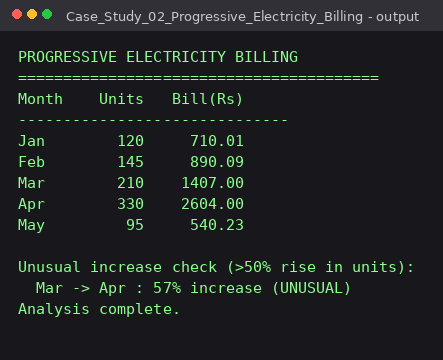 Case_Study_02_Progressive_Electricity_Billing - output
PROGRESSIVE ELECTRICITY BILLING
========================================
Month    Units   Bill(Rs)
------------------------------
Jan        120     710.01
Feb        145     890.09
Mar        210    1407.00
Apr        330    2604.00
May         95     540.23
Unusual increase check (>50% rise in units):
  Mar -> Apr : 57% increase (UNUSUAL)
Analysis complete.